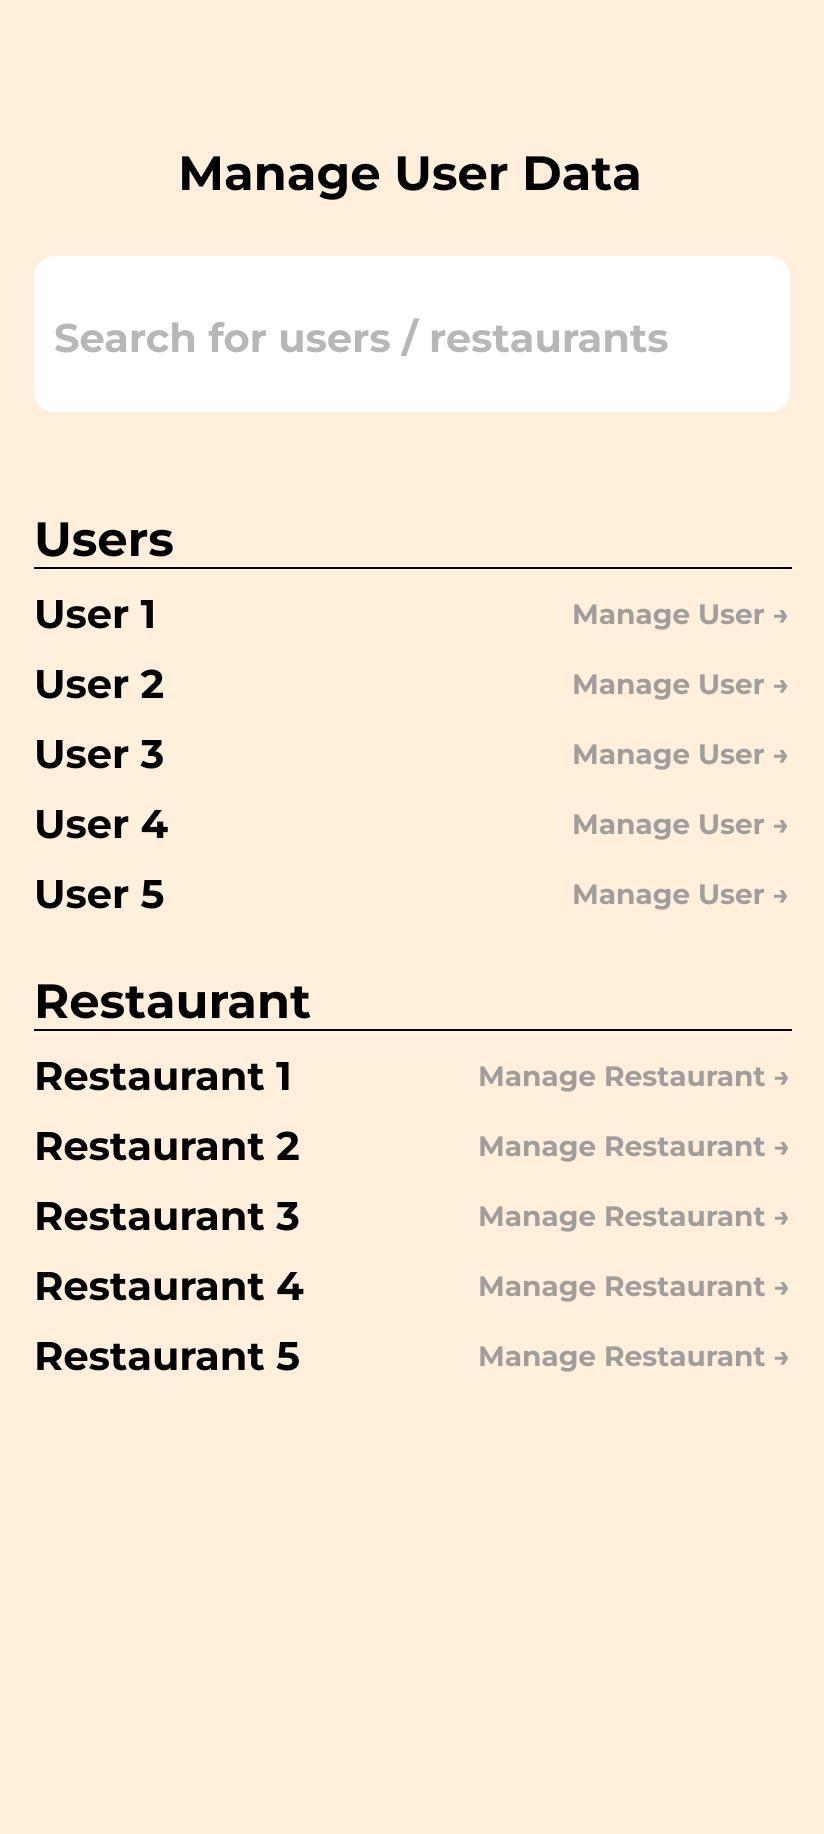 Manage User Data
Search for users / restaurants
Users
User 1 Manage User →
User 2 Manage User →
User 3 Manage User →
User 4 Manage User →
User 5 Manage User →
Restaurant
Restaurant 1 Manage Restaurant →
Restaurant 2 Manage Restaurant →
Restaurant 3 Manage Restaurant →
Restaurant 4 Manage Restaurant →
Restaurant 5 Manage Restaurant →